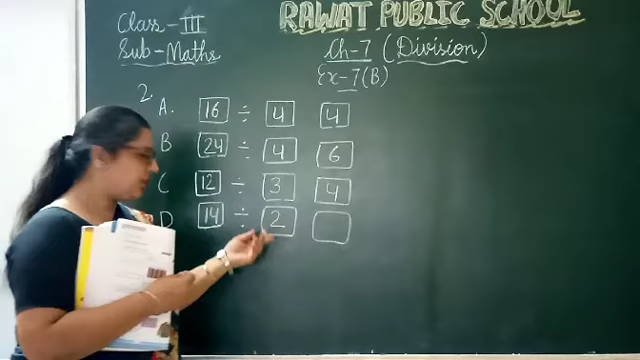 RAWAT PUBLIC SCHOOL
Class - III
Sub - Maths
Ch-7 (Division)
Ex-7(B)
2.
A. 16 ÷ 4 4
B 24 ÷ 4 6
C 12 ÷ 3 4
D 14 ÷ 2